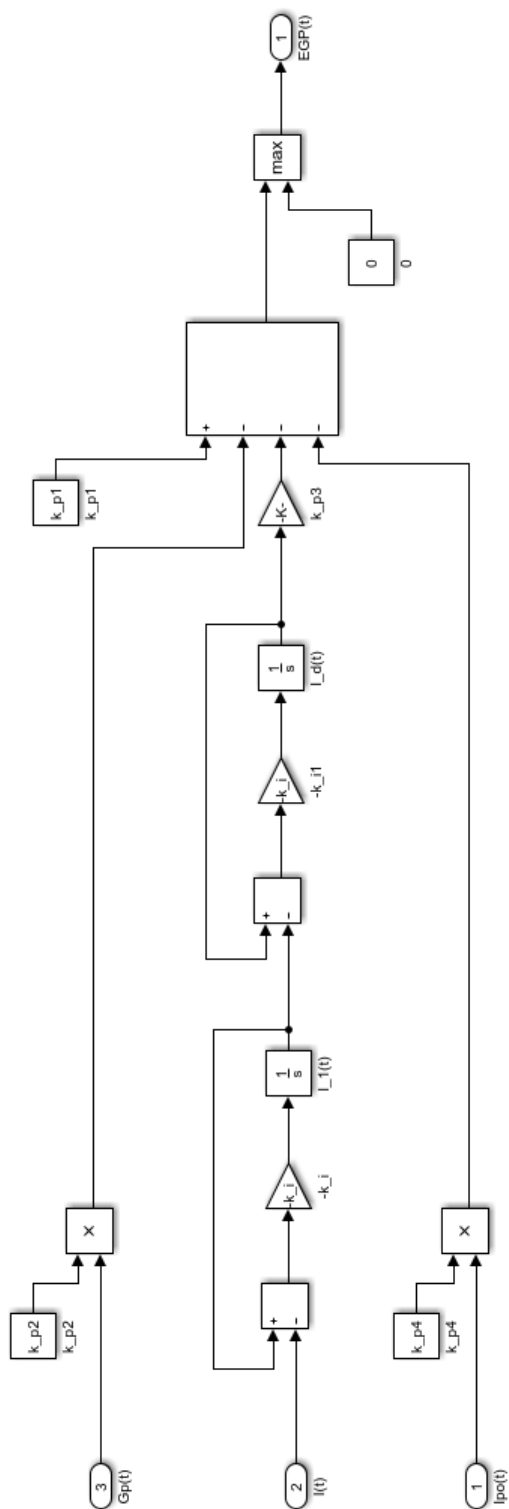 3
Gp(t)
k_p2
k_p2
×
k_p1
k_p1
2
I(t)
+
-
-k_i
-k_i
1
s
I_1(t)
+
-
-k_i
-k_i1
1
s
I_d(t)
-K-
k_p3
+
-
-
-
0
0
max
1
EGP(t)
1
Ipo(t)
k_p4
k_p4
×